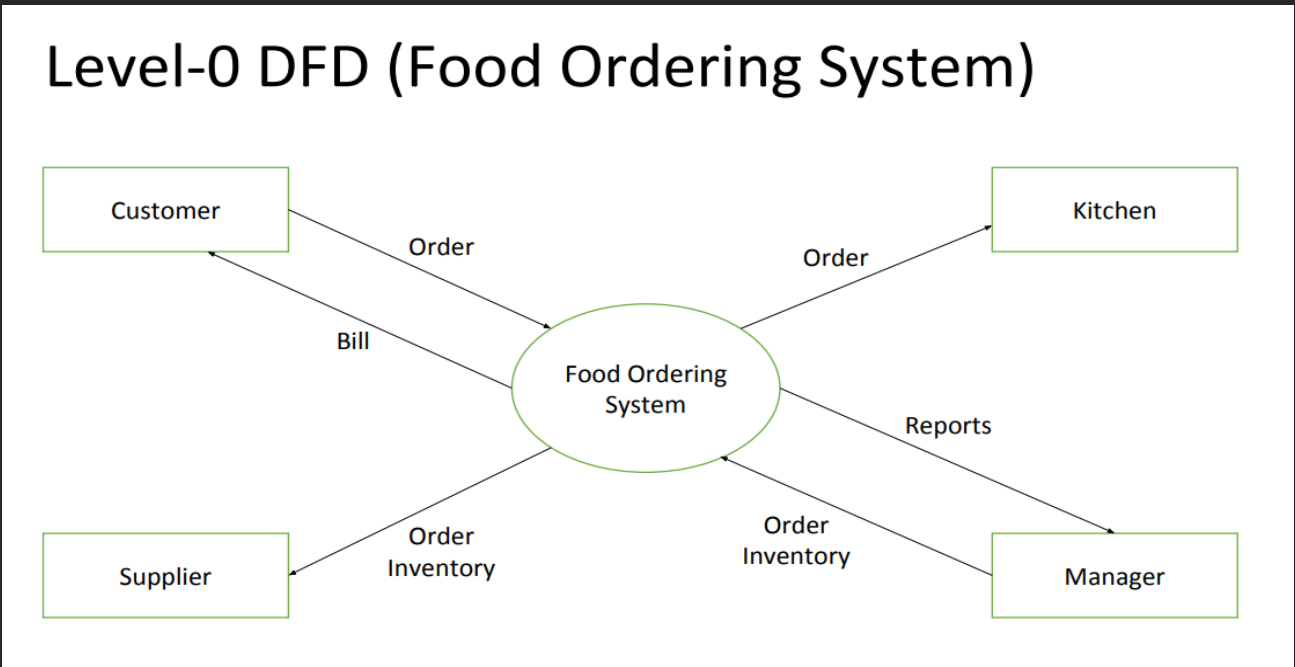 Level-0 DFD (Food Ordering System)
Customer
Kitchen
Order
Order
Bill
Food Ordering
System
Reports
Order
Inventory
Order
Inventory
Supplier
Manager